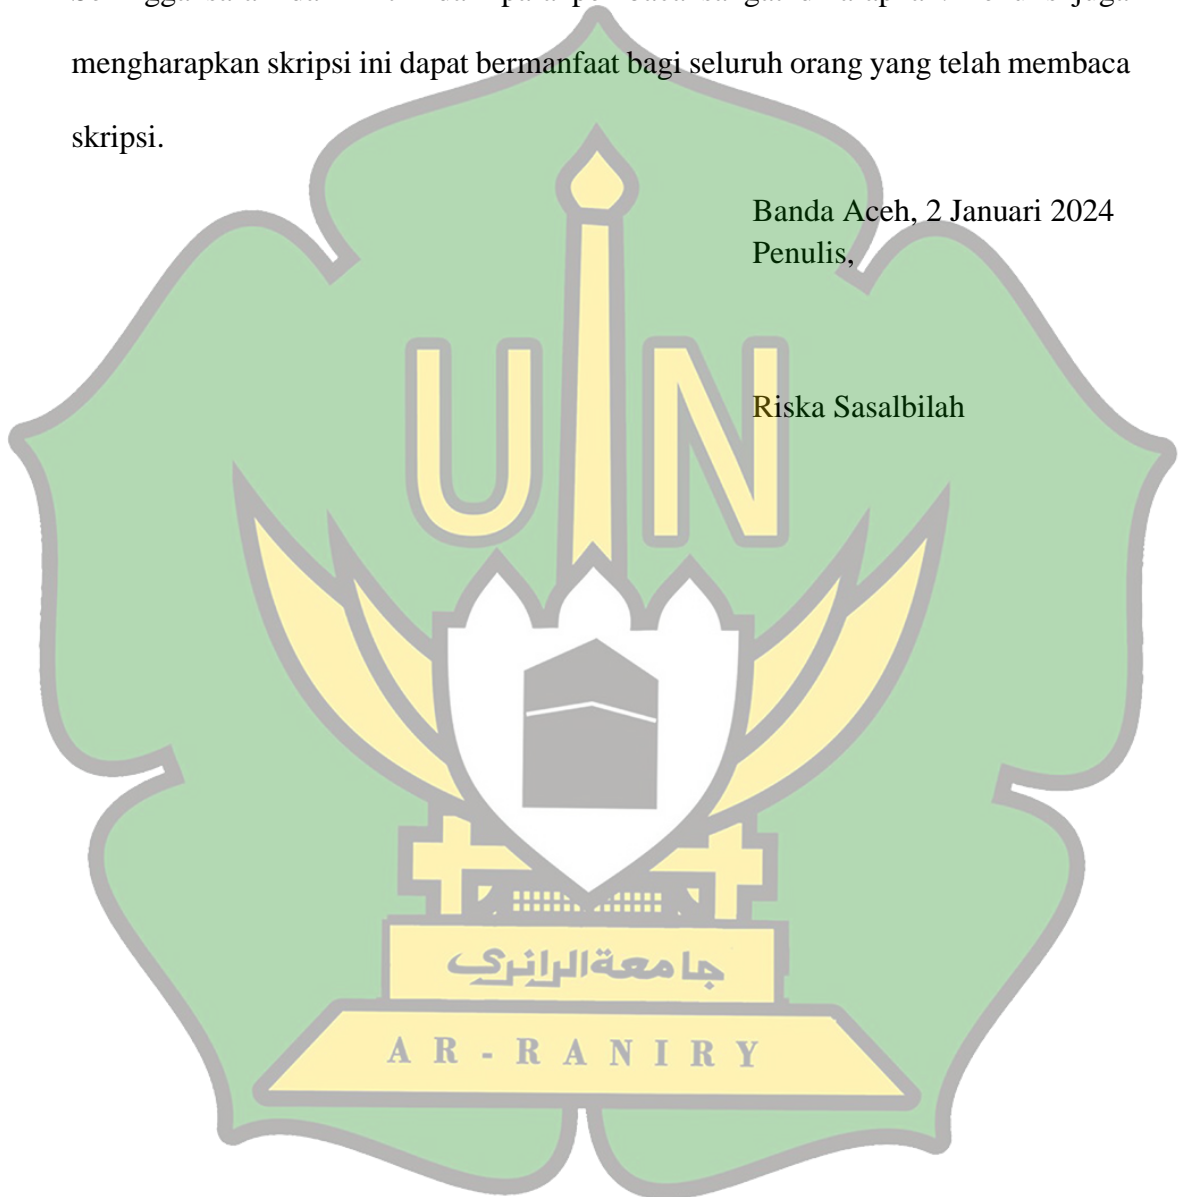 mengharapkan skripsi ini dapat bermanfaat bagi seluruh orang yang telah membaca
skripsi.
Banda Aceh, 2 Januari 2024
Penulis,
Riska Sasalbilah
UIN
جامعة الرانري
AR-RANIRY